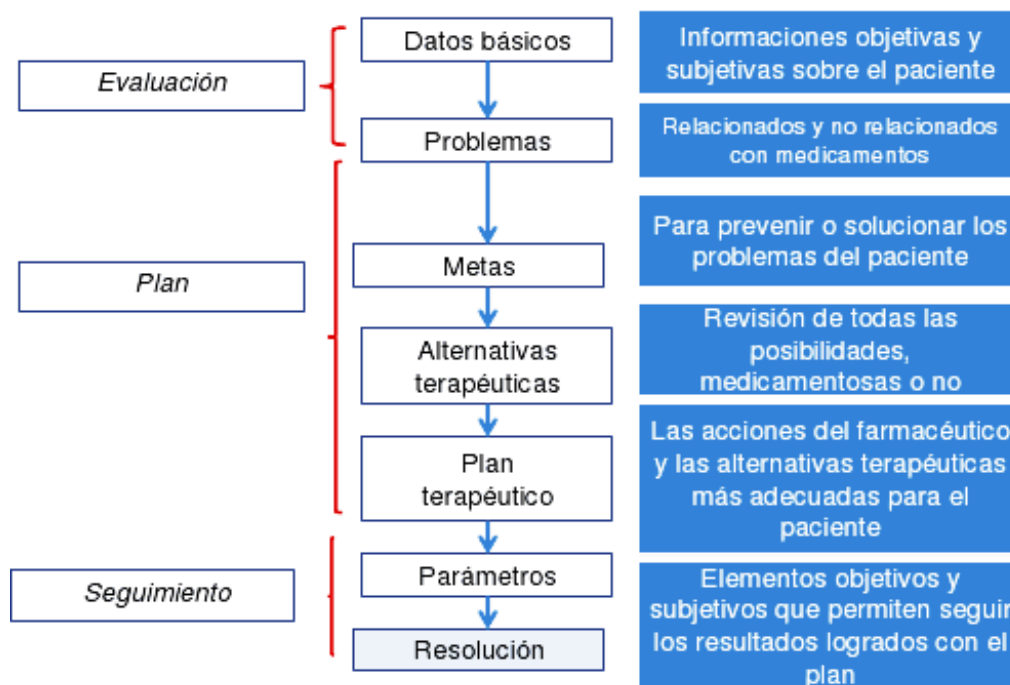 Datos básicos
Informaciones objetivas y
subjetivas sobre el paciente
Evaluación
Problemas
Relacionados y no relacionados
con medicamentos
Para prevenir o solucionar los
problemas del paciente
Metas
Plan
Alternativas
terapéuticas
Revisión de todas las
posibilidades,
medicamentosas o no
Plan
terapéutico
Las acciones del farmacéutico
y las alternativas terapéuticas
más adecuadas para el
paciente
Seguimiento
Parámetros
Resolución
Elementos objetivos y
subjetivos que permiten seguir
los resultados logrados con el
plan